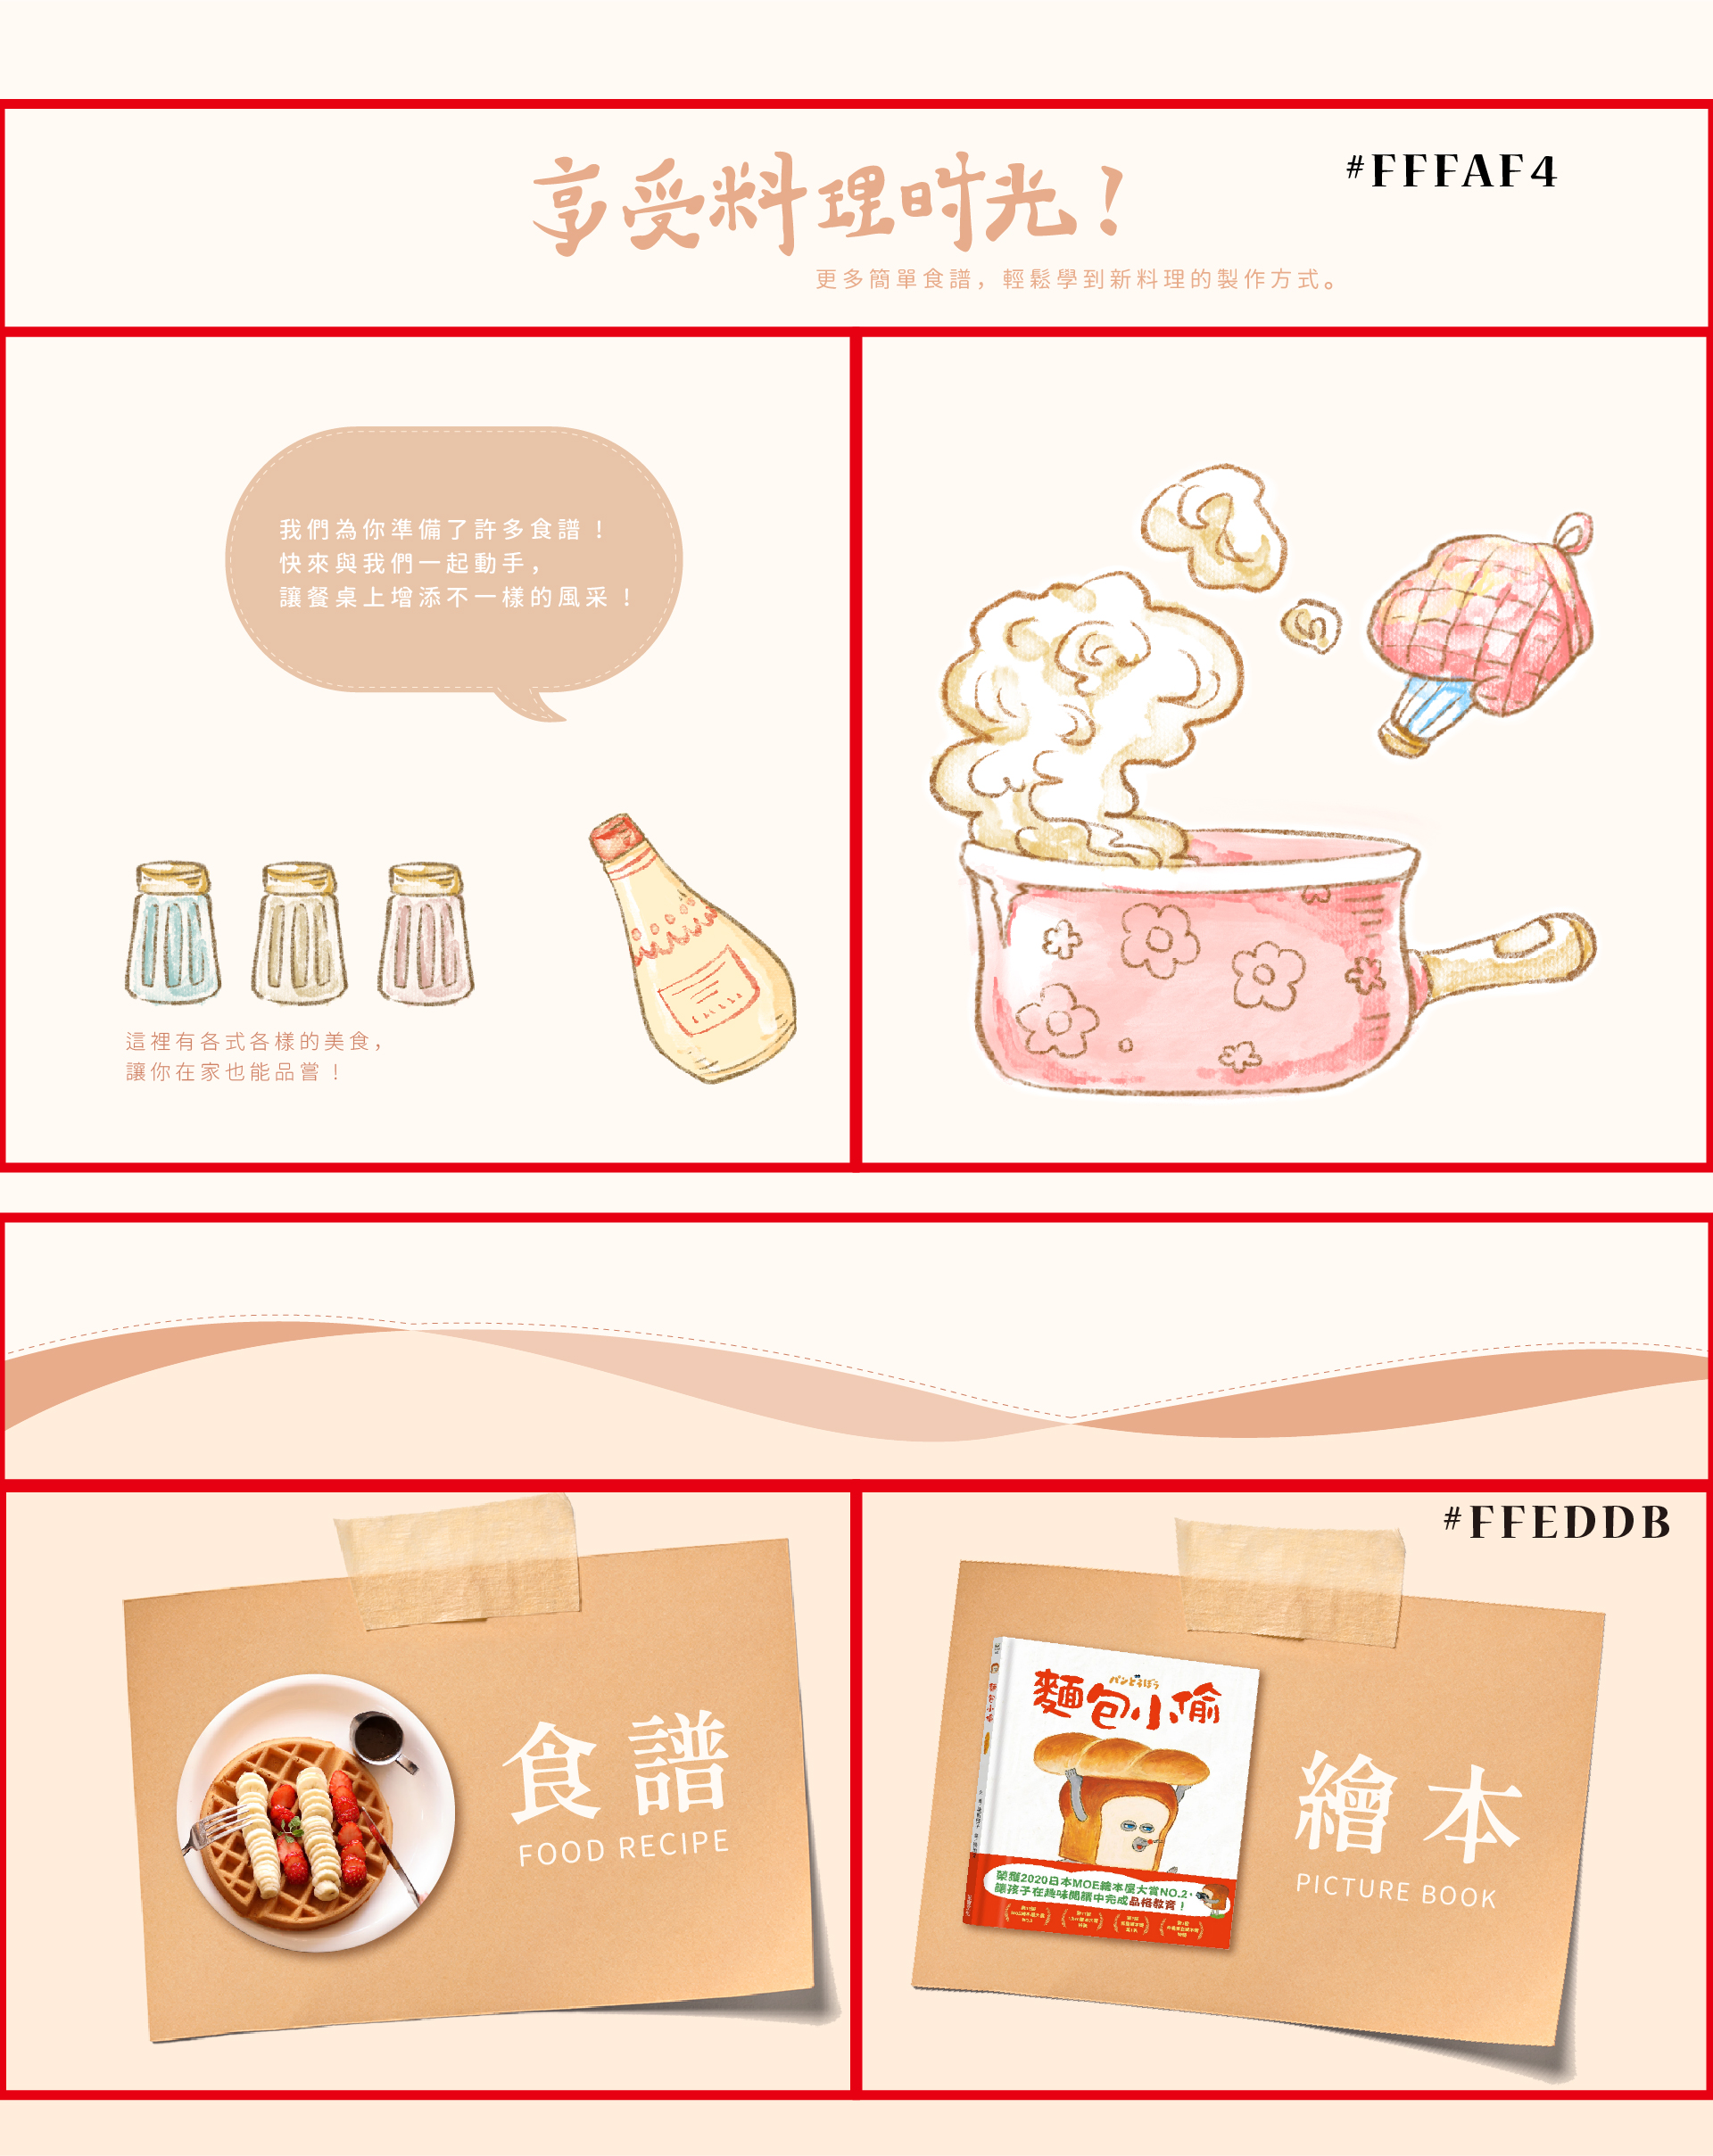 享受料理时光！
#FFFAF4
更多簡單食譜，輕鬆學到新料理的製作方式。
我們為你準備了許多食譜！
快來與我們一起動手，
讓餐桌上增添不一樣的風采！
這裡有各式各樣的美食，
讓你在家也能品嘗！
#FFEDDB
食譜
FOOD RECIPE
パンどろぼう
麵包小偷
榮獲2020日本MOE繪本屋大賞NO.2，
讓孩子在趣味閱讀中完成品格教育！
繪本
PICTURE BOOK